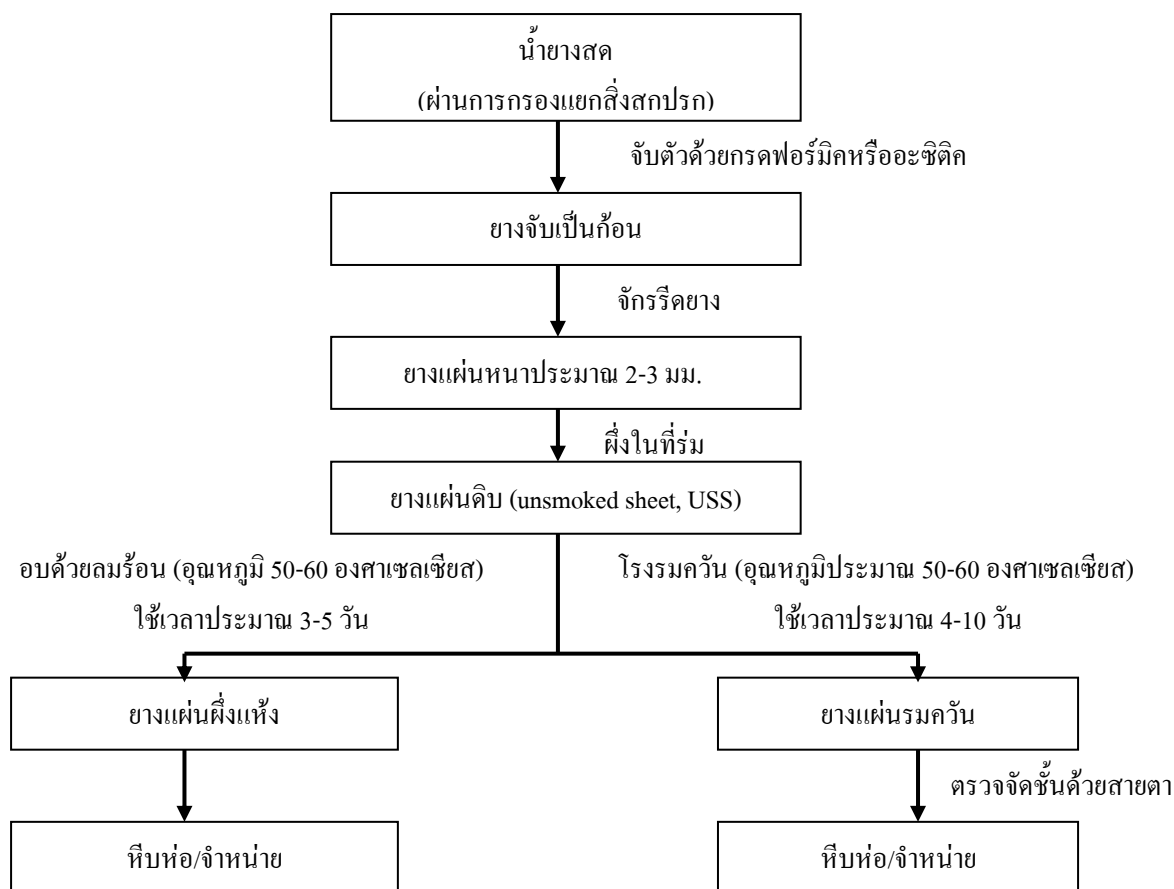 น้ำยางสด
(ผ่านการกรองแยกสิ่งสกปรก)
จับตัวด้วยกรดฟอร์มิคหรืออะซิติค
ยางจับเป็นก้อน
จักรรีดยาง
ยางแผ่นหนาประมาณ 2-3 มม.
ผึ่งในที่ร่ม
ยางแผ่นดิบ (unsmoked sheet, USS)
อบด้วยลมร้อน (อุณหภูมิ 50-60 องศาเซลเซียส)
ใช้เวลาประมาณ 3-5 วัน
โรงรมควัน (อุณหภูมิประมาณ 50-60 องศาเซลเซียส)
ใช้เวลาประมาณ 4-10 วัน
ยางแผ่นผึ่งแห้ง
ยางแผ่นรมควัน
ตรวจจัดชั้นด้วยสายตา
หีบห่อ/จำหน่าย
หีบห่อ/จำหน่าย